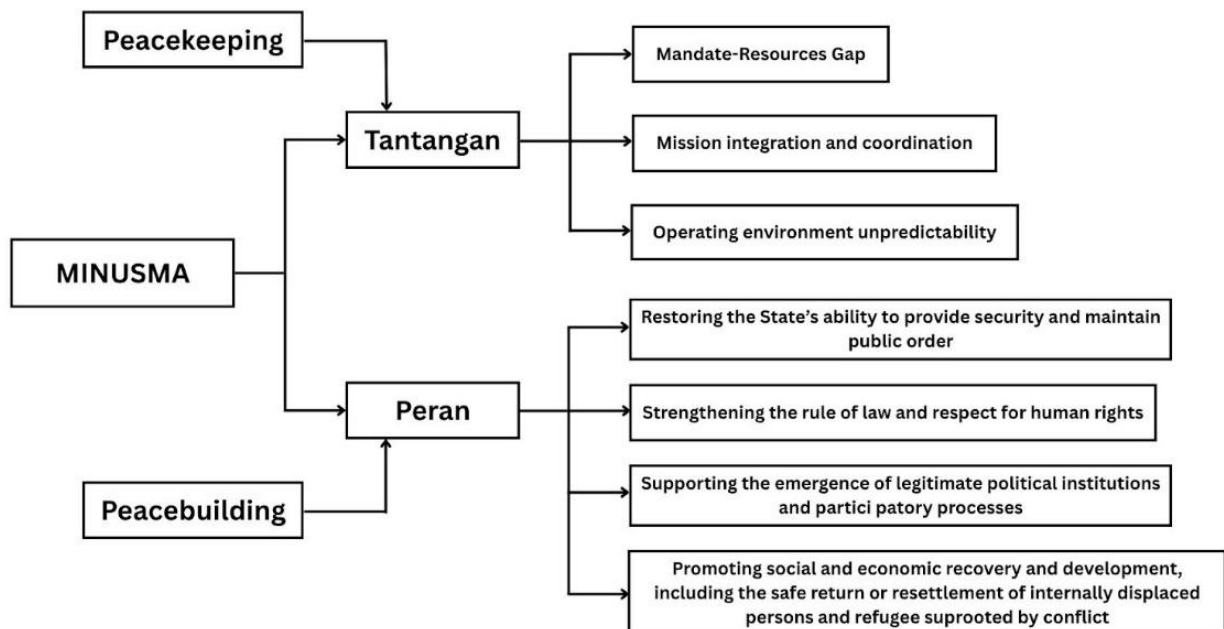 Peacekeeping
Mandate-Resources Gap
Tantangan
Mission integration and coordination
Operating environment unpredictability
MINUSMA
Restoring the State's ability to provide security and maintain
public order
Peran
Strengthening the rule of law and respect for human rights
Peacebuilding
Supporting the emergence of legitimate political institutions
and partici patory processes
Promoting social and economic recovery and development,
including the safe return or resettlement of internally displaced
persons and refugee suprooted by conflict